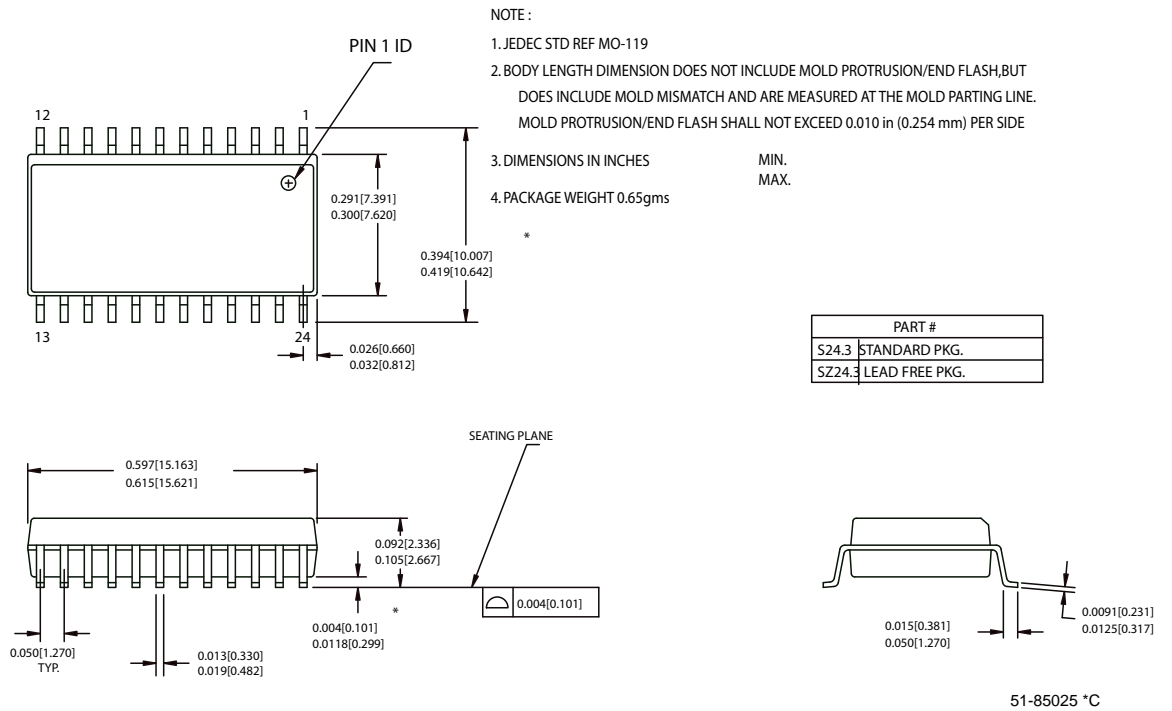 NOTE :
1. JEDEC STD REF MO-119
2. BODY LENGTH DIMENSION DOES NOT INCLUDE MOLD PROTRUSION/END FLASH,BUT
DOES INCLUDE MOLD MISMATCH AND ARE MEASURED AT THE MOLD PARTING LINE.
MOLD PROTRUSION/END FLASH SHALL NOT EXCEED 0.010 in (0.254 mm) PER SIDE
3. DIMENSIONS IN INCHES MIN.
MAX.
4. PACKAGE WEIGHT 0.65gms
*
PIN 1 ID
12 1
0.291[7.391]
0.300[7.620]
0.394[10.007]
0.419[10.642]
13 24
0.026[0.660]
0.032[0.812]
PART #
S24.3 STANDARD PKG.
SZ24.3 LEAD FREE PKG.
SEATING PLANE
0.597[15.163]
0.615[15.621]
0.092[2.336]
0.105[2.667]
*
0.004[0.101]
0.004[0.101]
0.0118[0.299]
0.050[1.270]
TYP.
0.013[0.330]
0.019[0.482]
0.015[0.381]
0.050[1.270]
0.0091[0.231]
0.0125[0.317]
51-85025 *C